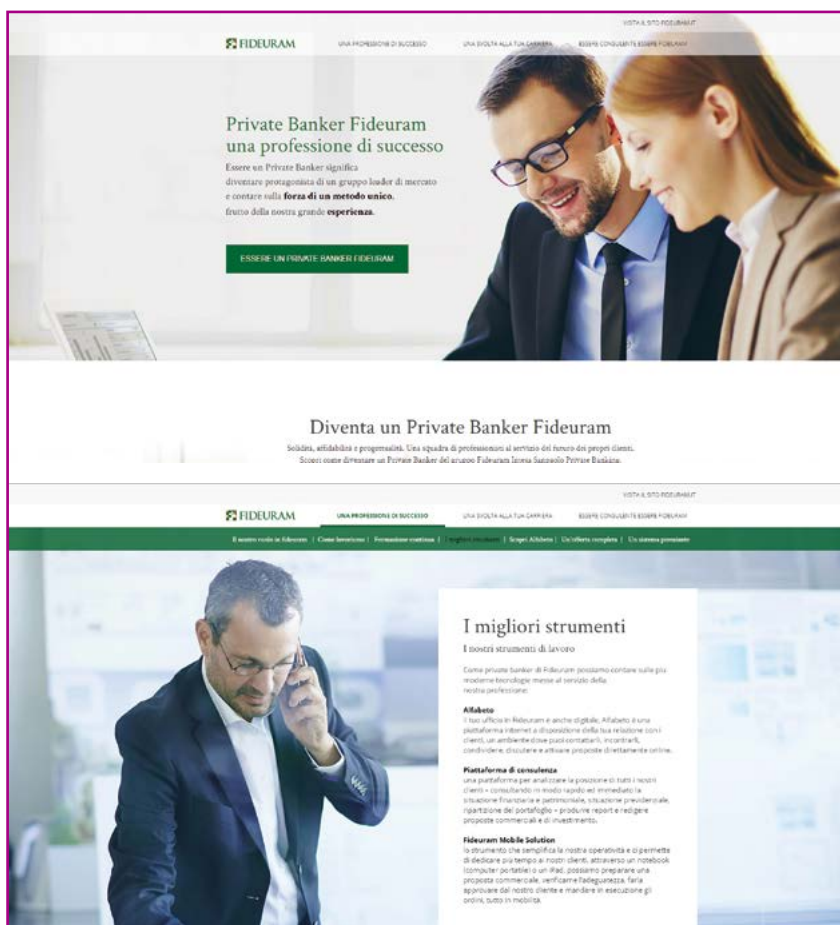 VISITA IL SITO FIDEURAM.IT
FIDEURAM
UNA PROFESSIONE DI SUCCESSO
UNA SVOLTA ALLA TUA CARRIERA
ESSERE CONSULENTE ESSERE FIDEURAM
Private Banker Fideuram
una professione di successo
Essere un Private Banker significa
diventare protagonista di un gruppo leader di mercato
e contare sulla forza di un metodo unico,
frutto della nostra grande esperienza.
ESSERE UN PRIVATE BANKER FIDEURAM
Diventa un Private Banker Fideuram
Solidità, affidabilità e progettualità. Una squadra di professionisti al servizio del futuro dei propri clienti.
Scopri come diventare un Private Banker del gruppo Fideuram Intesa Sanpaolo Private Banking.
VISITA IL SITO FIDEURAM.IT
FIDEURAM
UNA PROFESSIONE DI SUCCESSO
UNA SVOLTA ALLA TUA CARRIERA
ESSERE CONSULENTE ESSERE FIDEURAM
Il nostro ruolo in Fideuram | Come lavoriamo | Formazione continua | I migliori strumenti | Scopri Alfabeto | Un'offerta completa | Un sistema premiante
I migliori strumenti
I nostri strumenti di lavoro
Come private banker di Fideuram possiamo contare sulle più
moderne tecnologie messe al servizio della
nostra professione:
Alfabeto
Il tuo ufficio in Fideuram è anche digitale, Alfabeto è una
piattaforma internet a disposizione della tua relazione con i
clienti, un ambiente dove puoi contattarli, incontrarli,
condividere, discutere e attivare proposte direttamente online.
Piattaforma di consulenza
una piattaforma per analizzare la posizione di tutti i nostri
clienti – consultando in modo rapido ed immediato la
situazione finanziaria e patrimoniale, situazione previdenziale,
ripartizione del portafoglio – produrre report e redigere
proposte commerciali e di investimento.
Fideuram Mobile Solution
lo strumento che semplifica la nostra operatività e ci permette
di dedicare più tempo ai nostri clienti, attraverso un notebook
(computer portatile) o un iPad, possiamo preparare una
proposta commerciale, verificarne l'adeguatezza, farla
approvare dal nostro cliente e mandare in esecuzione gli
ordini, tutto in mobilità.